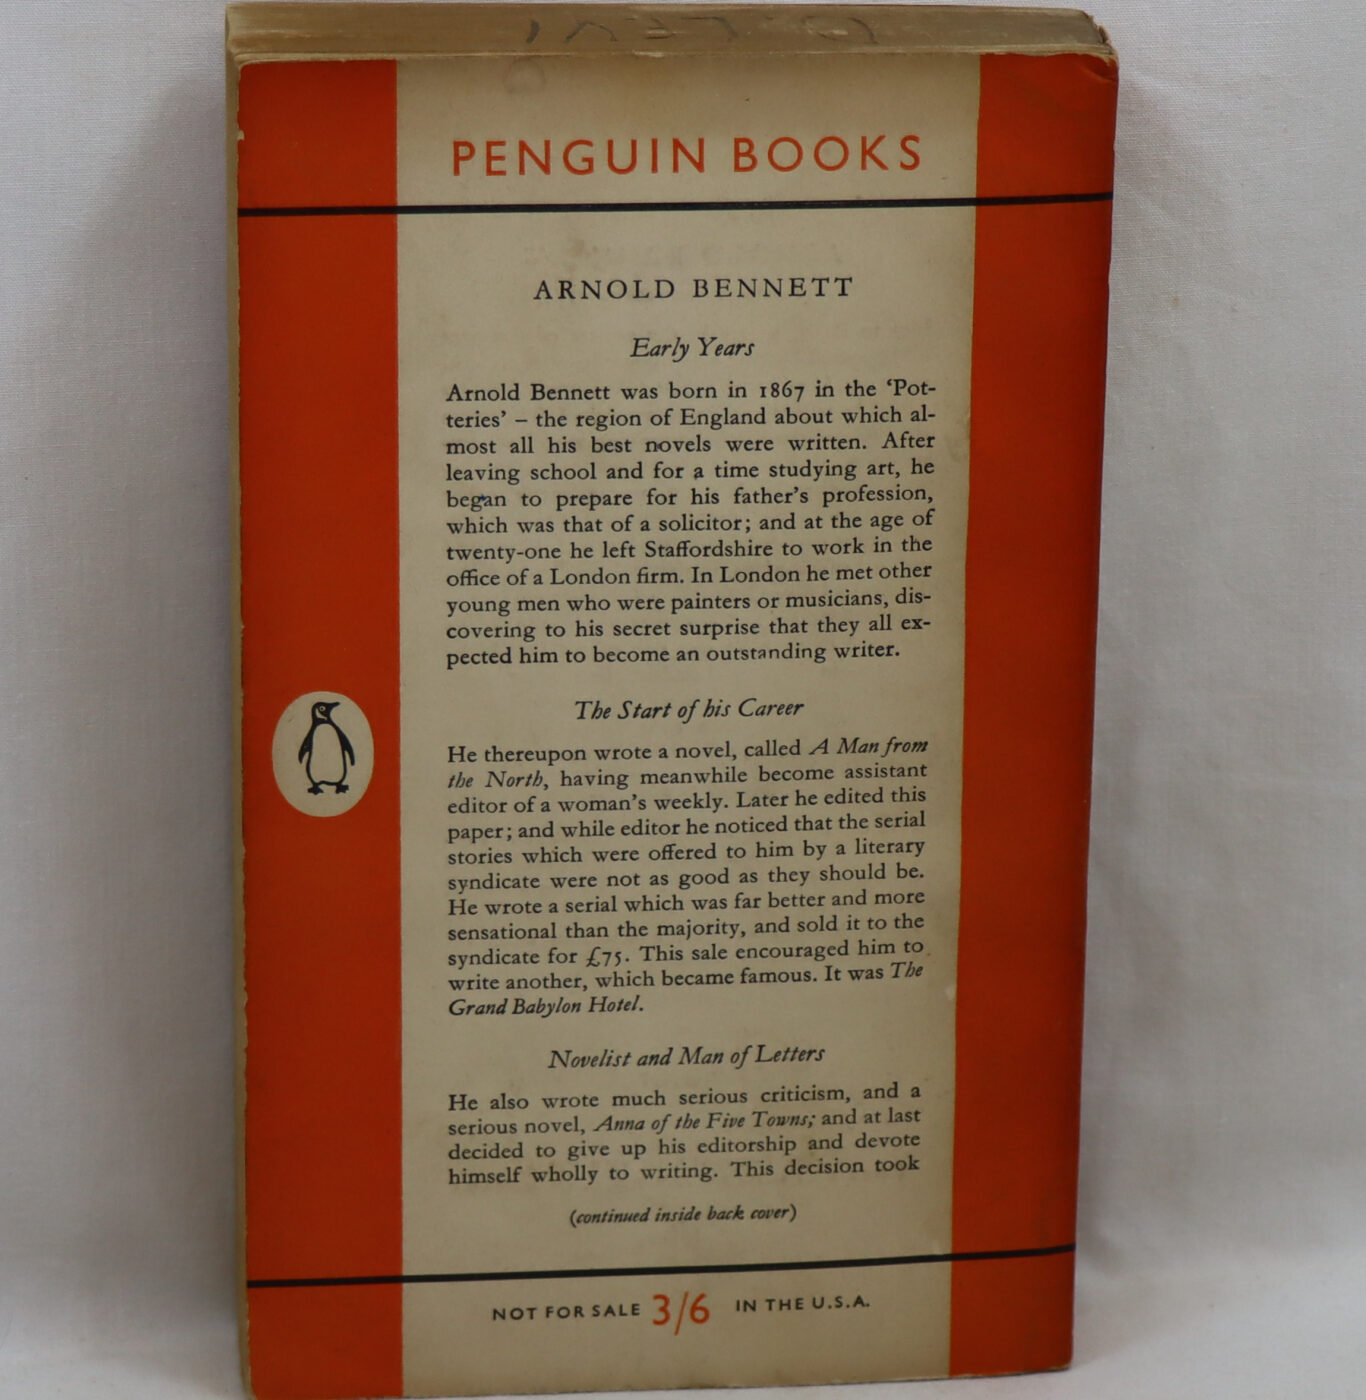 PENGUIN BOOKS
ARNOLD BENNETT
Early Years
Arnold Bennett was born in 1867 in the ‘Pot-
teries’ – the region of England about which al-
most all his best novels were written. After
leaving school and for a time studying art, he
began to prepare for his father’s profession,
which was that of a solicitor; and at the age of
twenty-one he left Staffordshire to work in the
office of a London firm. In London he met other
young men who were painters or musicians, dis-
covering to his secret surprise that they all ex-
pected him to become an outstanding writer.
The Start of his Career
He thereupon wrote a novel, called A Man from
the North, having meanwhile become assistant
editor of a woman’s weekly. Later he edited this
paper; and while editor he noticed that the serial
stories which were offered to him by a literary
syndicate were not as good as they should be.
He wrote a serial which was far better and more
sensational than the majority, and sold it to the
syndicate for £75. This sale encouraged him to
write another, which became famous. It was The
Grand Babylon Hotel.
Novelist and Man of Letters
He also wrote much serious criticism, and a
serious novel, Anna of the Five Towns; and at last
decided to give up his editorship and devote
himself wholly to writing. This decision took
(continued inside back cover)
NOT FOR SALE 3/6 IN THE U.S.A.